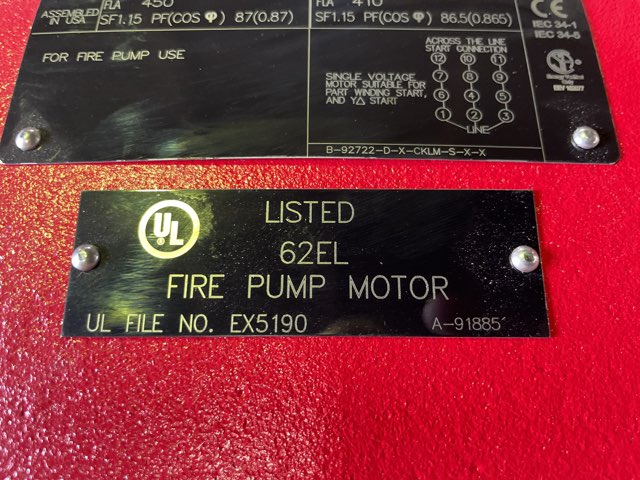 ASSEMBLED
IN USA
FLA 450
SF1.15 PF(COS φ) 87(0.87)
FLA 410
SF1.15 PF(COS φ) 86.5(0.865)
CE
IEC 34-1
IEC 34-5
FOR FIRE PUMP USE
SINGLE VOLTAGE
MOTOR SUITABLE FOR
PART WINDING START,
AND YΔ START
ACROSS THE LINE
START CONNECTION
12 10 11
7 8 9
6 4 5
1 2 3
LINE
B-92722-D-X-CKLM-S-X-X
UL
LISTED
62EL
FIRE PUMP MOTOR
UL FILE NO. EX5190
A-91885